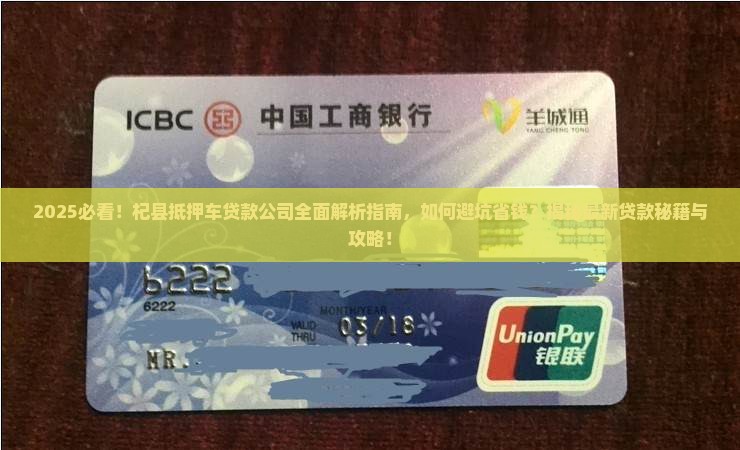 ICBC 中国工商银行 羊城通
YANG CHENG TONG
2025必看！杞县抵押车贷款公司全面解析指南，如何避坑省钱？揭秘最新贷款秘籍与
攻略！
6222
6222
MONTH/YEAR
VALID THRU 03/18
MR.
UnionPay
银联